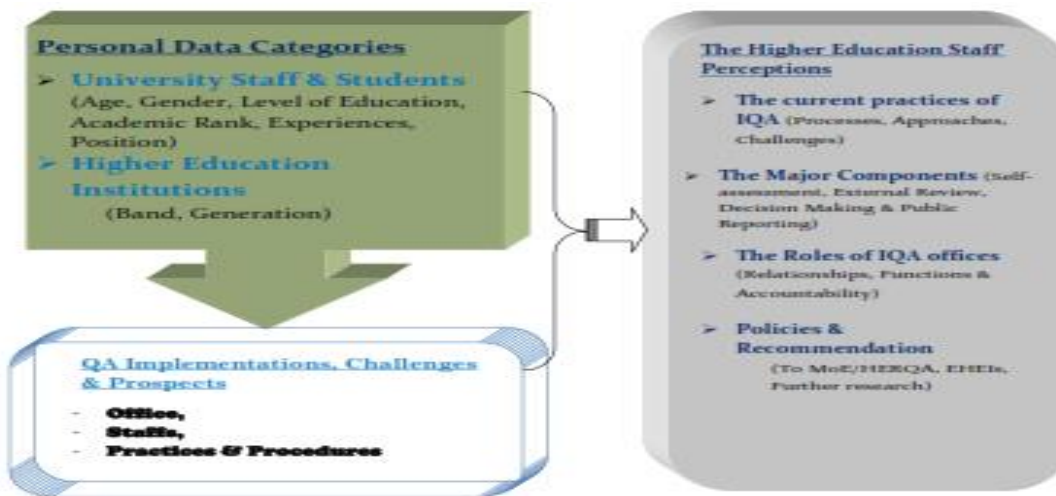 Personal Data Categories
➢ University Staff & Students
(Age, Gender, Level of Education,
Academic Rank, Experiences,
Position)
➢ Higher Education
Institutions
(Band, Generation)
QA Implementations, Challenges
& Prospects
- Office,
- Staffs,
- Practices & Procedures
The Higher Education Staff
Perceptions
➢ The current practices of
IQA (Processes, Approaches,
Challenges)
➢ The Major Components (Self-
assessment, External Review,
Decision Making & Public
Reporting)
➢ The Roles of IQA offices
(Relationships, Functions &
Accountability)
➢ Policies &
Recommendation
(To MoE/HERQA, EHEIs,
Further research)